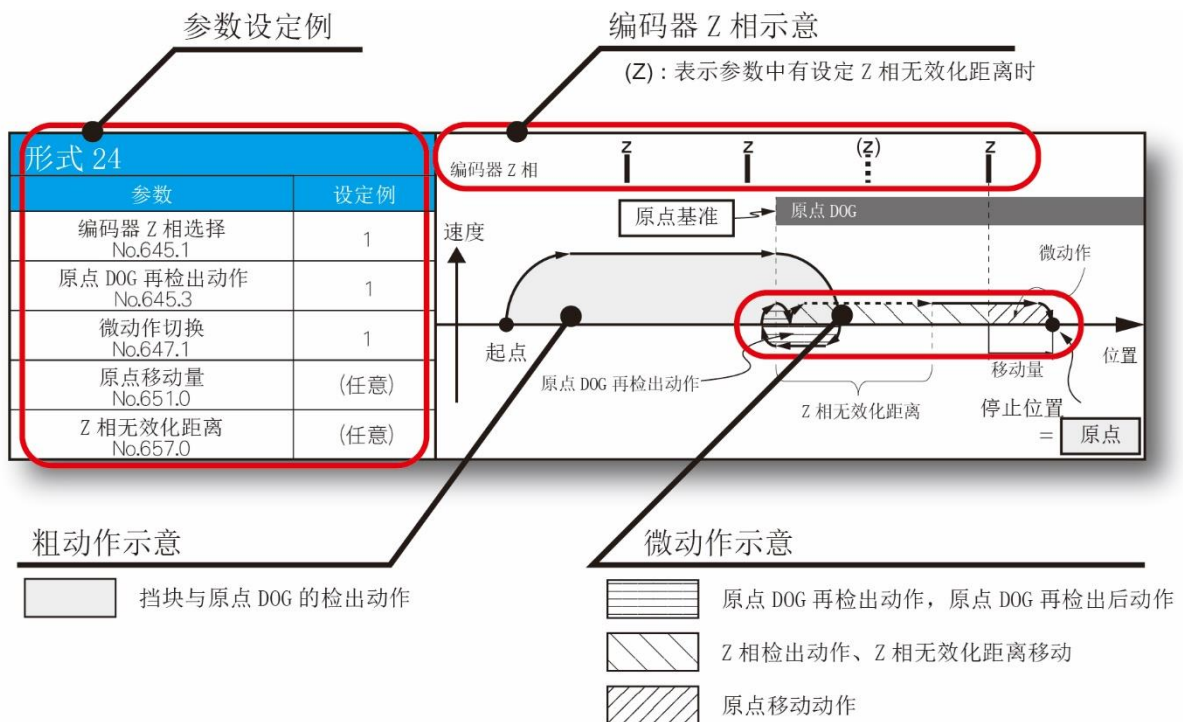 参数设定例
编码器 Z 相示意
(Z)：表示参数中有设定 Z 相无效化距离时
形式 24
参数 设定例
编码器 Z 相选择
No.645.1
1
原点 DOG 再检出动作
No.645.3
1
微动作切换
No.647.1
1
原点移动量
No.651.0
(任意)
Z 相无效化距离
No.657.0
(任意)
编码器 Z 相
Z Z (Z) Z
原点基准
原点 DOG
速度
微动作
起点
位置
原点 DOG 再检出动作
移动量
Z 相无效化距离
停止位置
= 原点
粗动作示意
挡块与原点 DOG 的检出动作
微动作示意
原点 DOG 再检出动作，原点 DOG 再检出后动作
Z 相检出动作、Z 相无效化距离移动
原点移动动作